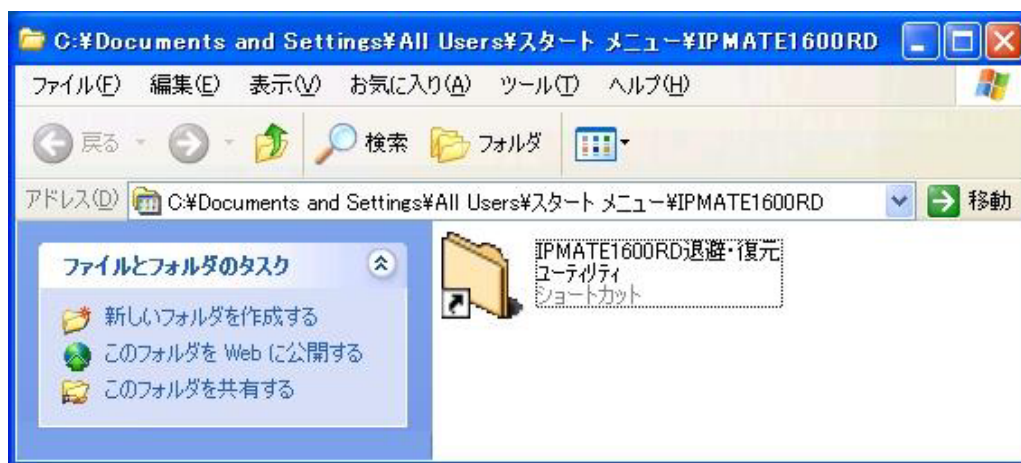 C:¥Documents and Settings¥All Users¥スタート メニュー¥IPMATE1600RD
ファイル(F) 編集(E) 表示(V) お気に入り(A) ツール(T) ヘルプ(H)
戻る 検索 フォルダ
アドレス(D) C:¥Documents and Settings¥All Users¥スタート メニュー¥IPMATE1600RD 移動
ファイルとフォルダのタスク
新しいフォルダを作成する
このフォルダを Web に公開する
このフォルダを共有する
IPMATE1600RD退避・復元
ユーティリティ
ショートカット